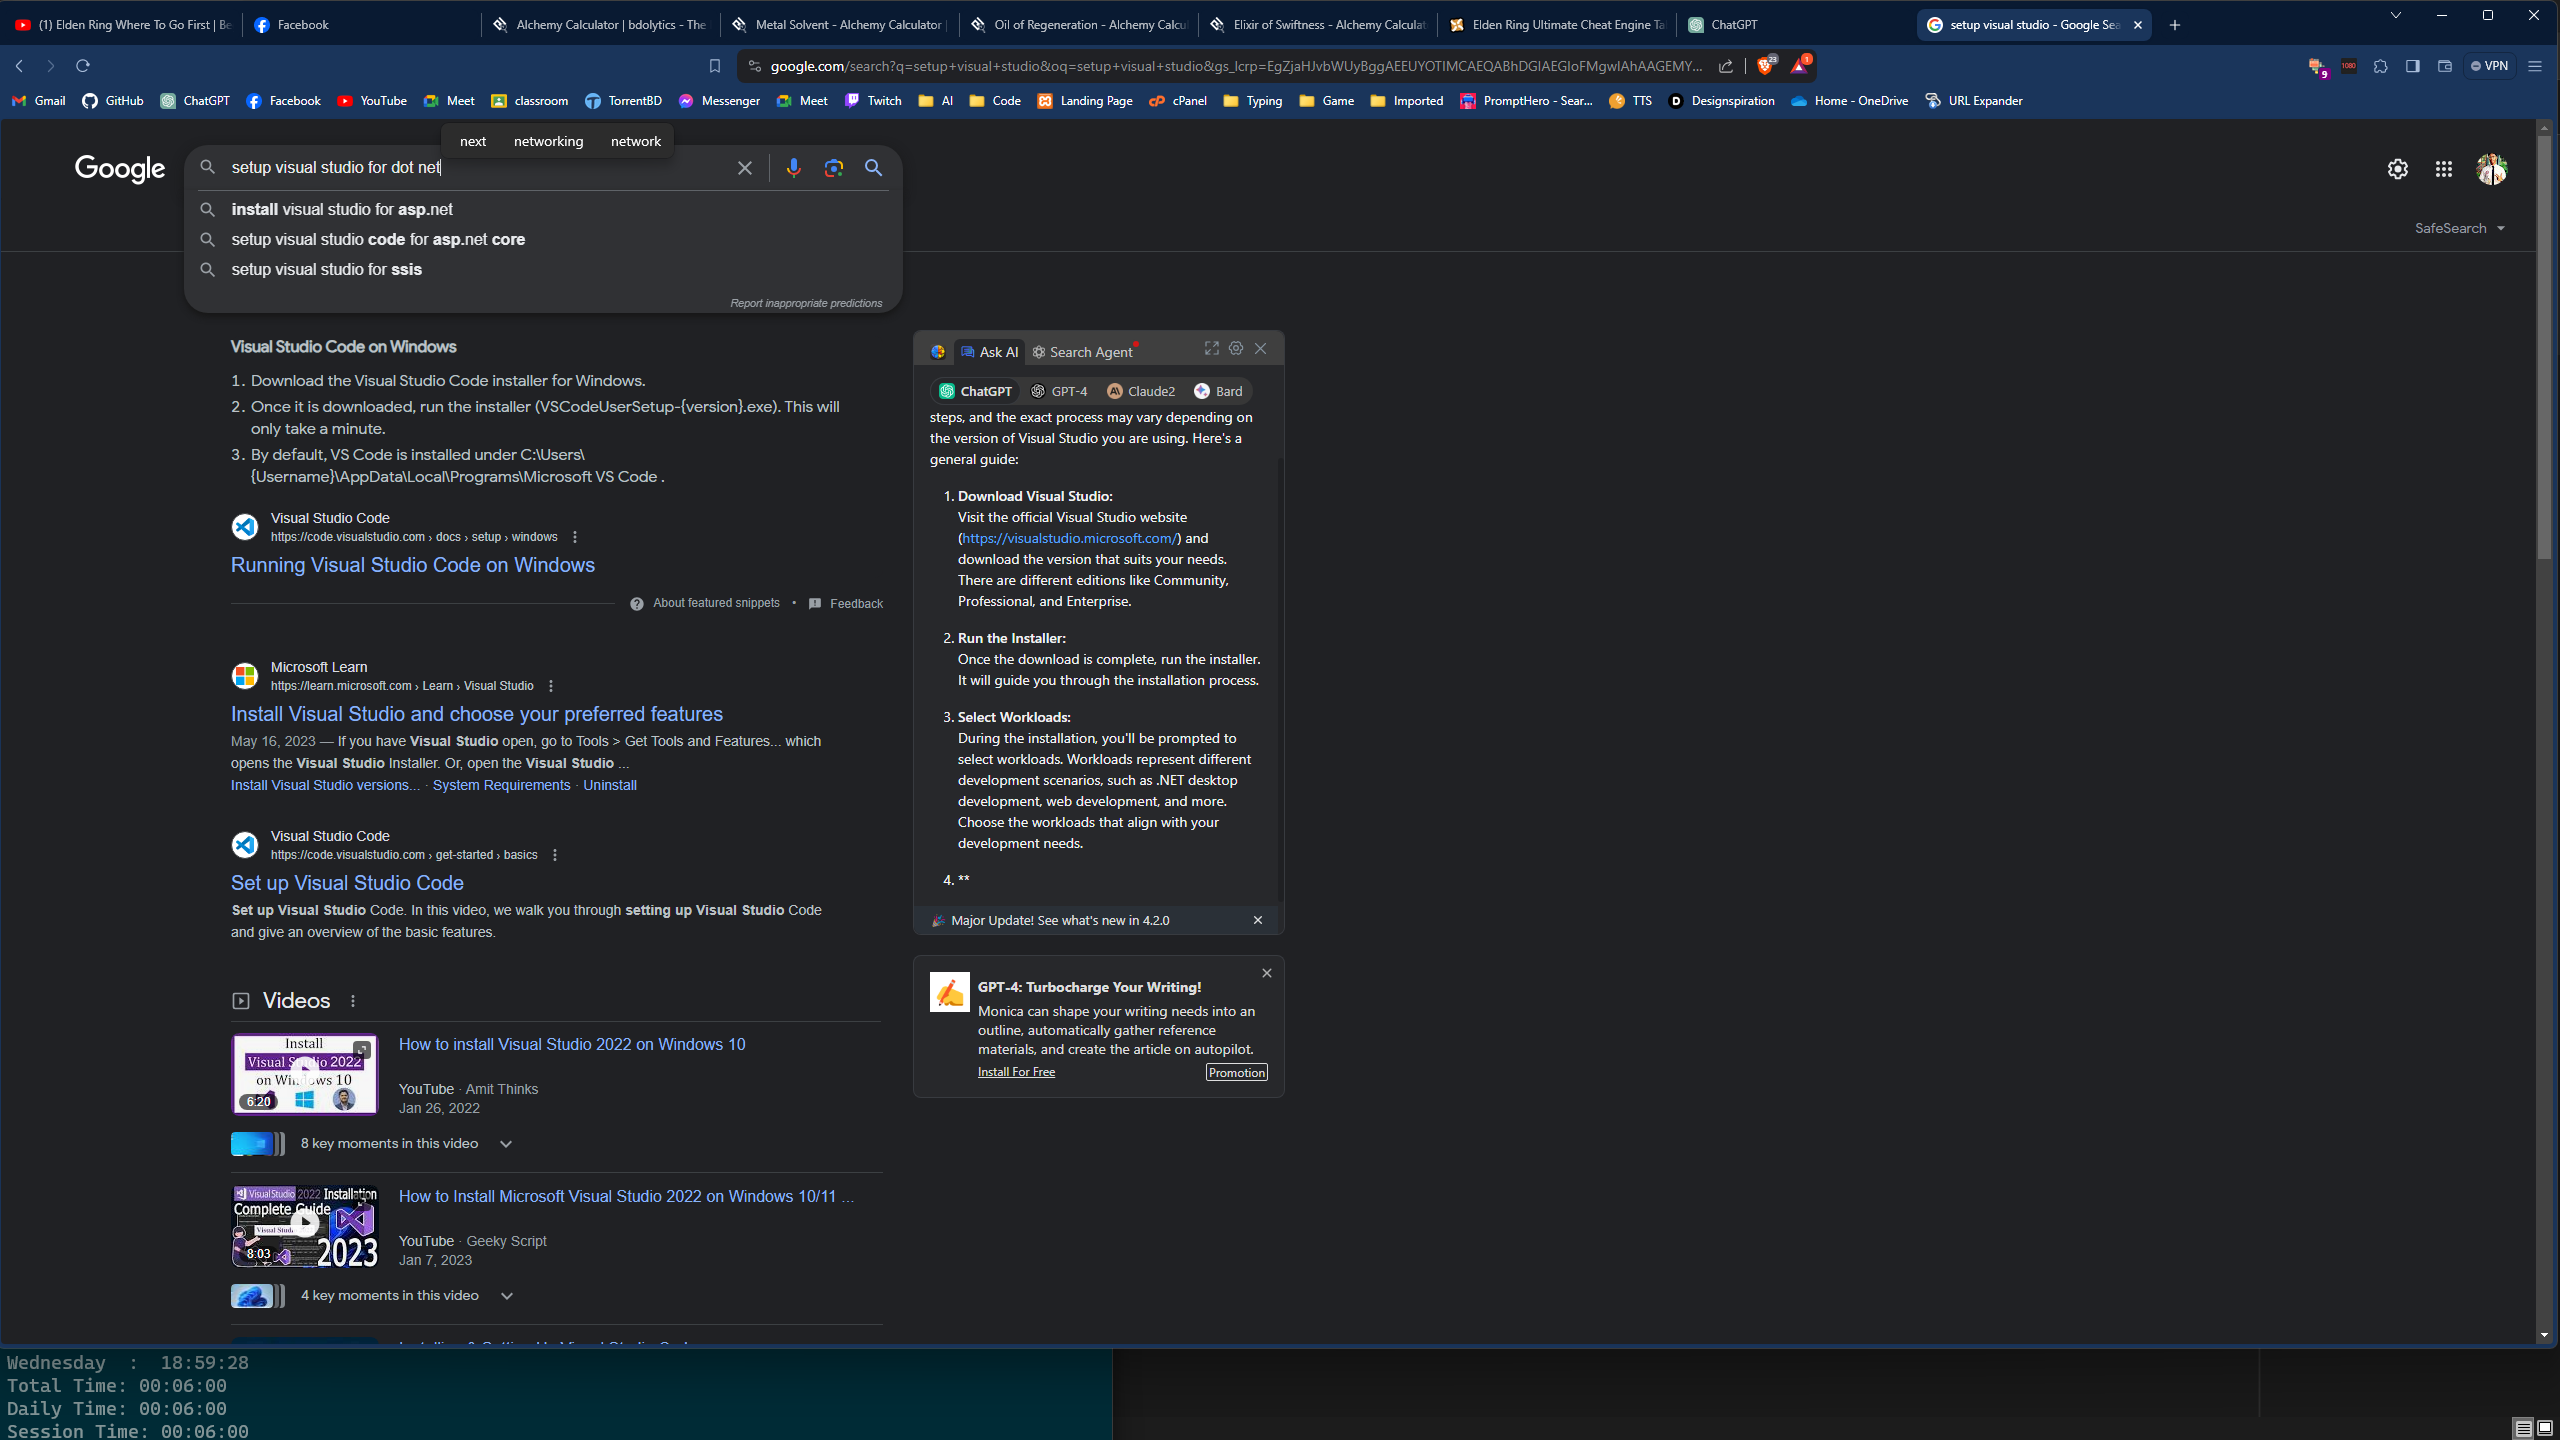 (1) Elden Ring Where To Go First | Be
Facebook
Alchemy Calculator | bdolytics - The
Metal Solvent - Alchemy Calculator |
Oil of Regeneration - Alchemy Calcul
Elixir of Swiftness - Alchemy Calculat
Elden Ring Ultimate Cheat Engine Ta
ChatGPT
setup visual studio - Google Sea
google.com/search?q=setup+visual+studio&oq=setup+visual+studio&gs_lcrp=EgZjaHJvbWUyBggAEEUYOTIMCAEQABhDGIAEGIoFMgwIAhAAGEMY...
23
1
9
1080
VPN
Gmail
GitHub
ChatGPT
Facebook
YouTube
Meet
classroom
TorrentBD
Messenger
Meet
Twitch
AI
Code
Landing Page
cPanel
Typing
Game
Imported
PromptHero - Sear...
TTS
Designspiration
Home - OneDrive
URL Expander
next networking network
Google
setup visual studio for dot net
install visual studio for asp.net
setup visual studio code for asp.net core
setup visual studio for ssis
Report inappropriate predictions
SafeSearch
Visual Studio Code on Windows
1. Download the Visual Studio Code installer for Windows.
2. Once it is downloaded, run the installer (VSCodeUserSetup-{version}.exe). This will
only take a minute.
3. By default, VS Code is installed under C:\Users\
{Username}\AppData\Local\Programs\Microsoft VS Code .
Visual Studio Code
https://code.visualstudio.com › docs › setup › windows
Running Visual Studio Code on Windows
About featured snippets • Feedback
Microsoft Learn
https://learn.microsoft.com › Learn › Visual Studio
Install Visual Studio and choose your preferred features
May 16, 2023 — If you have Visual Studio open, go to Tools > Get Tools and Features... which
opens the Visual Studio Installer. Or, open the Visual Studio ...
Install Visual Studio versions... · System Requirements · Uninstall
Visual Studio Code
https://code.visualstudio.com › get-started › basics
Set up Visual Studio Code
Set up Visual Studio Code. In this video, we walk you through setting up Visual Studio Code
and give an overview of the basic features.
Videos
Install
Visual Studio 2022
on Windows 10
6:20
How to install Visual Studio 2022 on Windows 10
YouTube · Amit Thinks
Jan 26, 2022
8 key moments in this video
Visual Studio 2022 Installation
Complete Guide
2023
8:03
How to Install Microsoft Visual Studio 2022 on Windows 10/11 ...
YouTube · Geeky Script
Jan 7, 2023
4 key moments in this video
Ask AI
Search Agent
ChatGPT
GPT-4
Claude2
Bard
steps, and the exact process may vary depending on
the version of Visual Studio you are using. Here's a
general guide:
1. Download Visual Studio:
Visit the official Visual Studio website
(https://visualstudio.microsoft.com/) and
download the version that suits your needs.
There are different editions like Community,
Professional, and Enterprise.
2. Run the Installer:
Once the download is complete, run the installer.
It will guide you through the installation process.
3. Select Workloads:
During the installation, you'll be prompted to
select workloads. Workloads represent different
development scenarios, such as .NET desktop
development, web development, and more.
Choose the workloads that align with your
development needs.
4. **
Major Update! See what's new in 4.2.0
GPT-4: Turbocharge Your Writing!
Monica can shape your writing needs into an
outline, automatically gather reference
materials, and create the article on autopilot.
Install For Free
Promotion
Wednesday : 18:59:28
Total Time: 00:06:00
Daily Time: 00:06:00
Session Time: 00:06:00